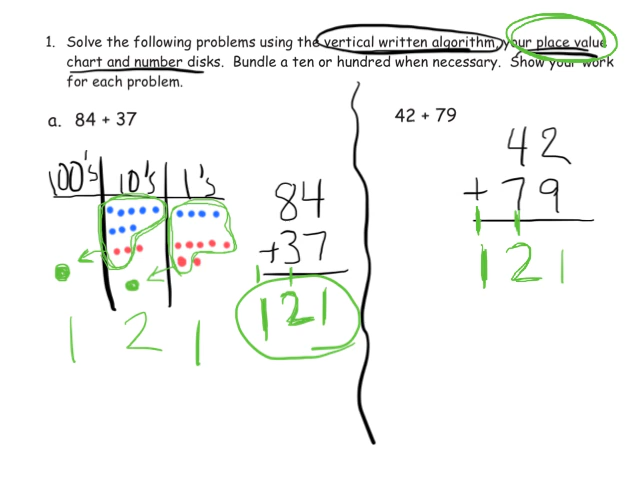 1. Solve the following problems using the vertical written algorithm, your place value
chart and number disks. Bundle a ten or hundred when necessary. Show your work
for each problem.
a. 84 + 37
42 + 79
100's 10's 1's
84
+37
121
1 2 1
42
+ 79
121